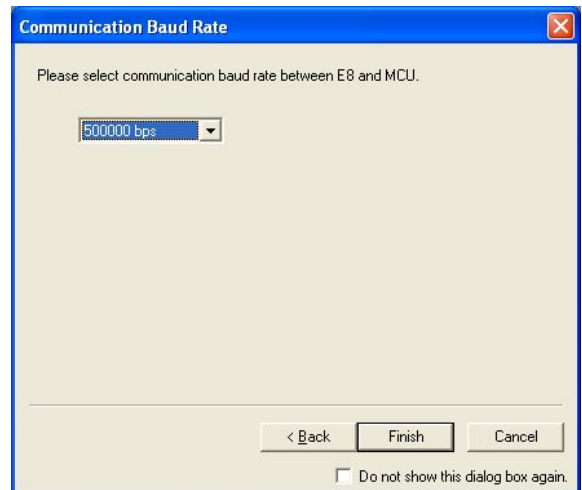 Communication Baud Rate
Please select communication baud rate between E8 and MCU.
500000 bps
< Back Finish Cancel
Do not show this dialog box again.